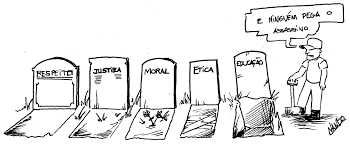 E NINGUÉM PEGA O
ASSASSINO
RESPEITO
JUSTIÇA
MORAL
ÉTICA
EDUCAÇÃO